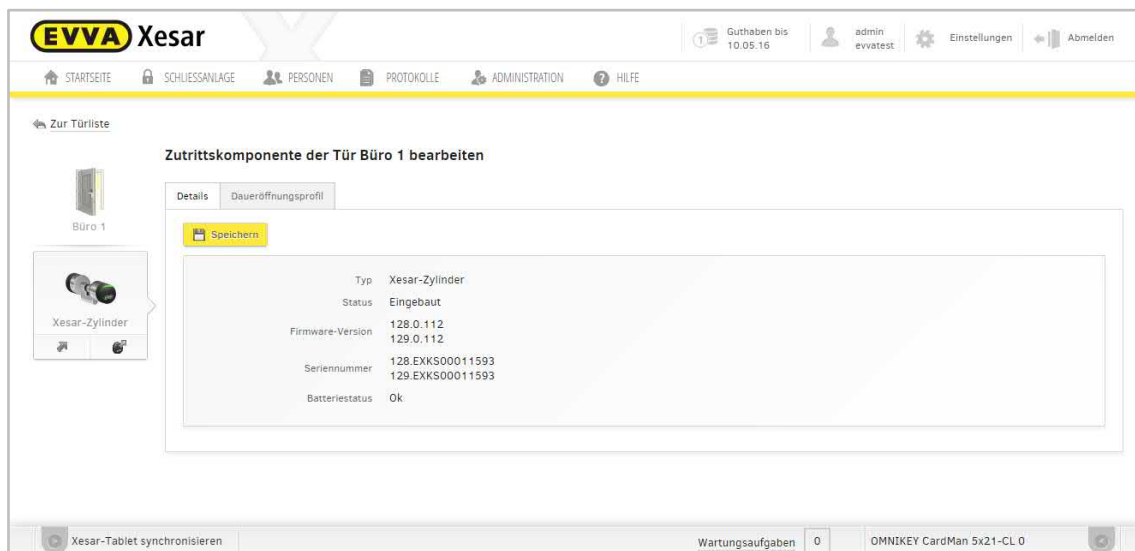 EVVA Xesar
Guthaben bis
10.05.16
admin
evvatest
Einstellungen
Abmelden
STARTSEITE
SCHLIESSANLAGE
PERSONEN
PROTOKOLLE
ADMINISTRATION
HILFE
Zur Türliste
Zutrittskomponente der Tür Büro 1 bearbeiten
Büro 1
Xesar-Zylinder
Details
Daueröffnungsprofil
Speichern
Typ Xesar-Zylinder
Status Eingebaut
Firmware-Version 128.0.112
129.0.112
Seriennummer 128.EXKS00011593
129.EXKS00011593
Batteriestatus Ok
Xesar-Tablet synchronisieren
Wartungsaufgaben 0
OMNIKEY CardMan 5x21-CL 0